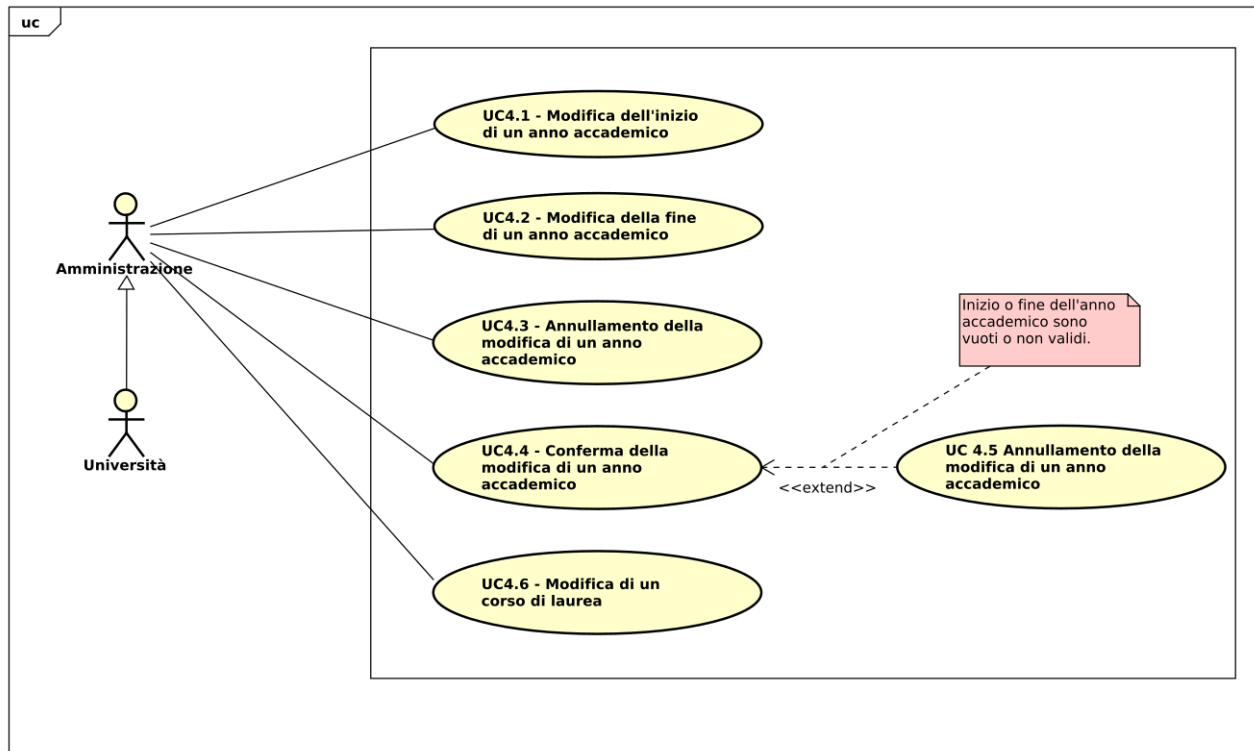 uc
UC4.1 - Modifica dell'inizio
di un anno accademico
UC4.2 - Modifica della fine
di un anno accademico
Amministrazione
UC4.3 - Annullamento della
modifica di un anno
accademico
Inizio o fine dell'anno
accademico sono
vuoti o non validi.
Università
UC4.4 - Conferma della
modifica di un anno
accademico
<<extend>>
UC 4.5 Annullamento della
modifica di un anno
accademico
UC4.6 - Modifica di un
corso di laurea